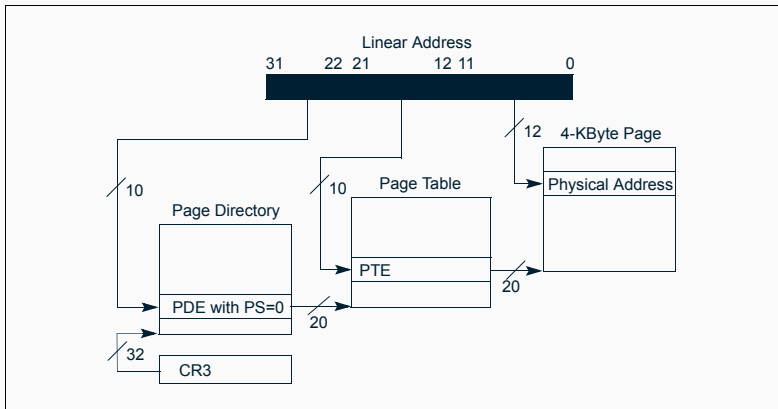 Linear Address
31 22 21 12 11 0
12
4-KByte Page
10
10
Page Table
Physical Address
Page Directory
PTE
PDE with PS=0
20
20
32
CR3